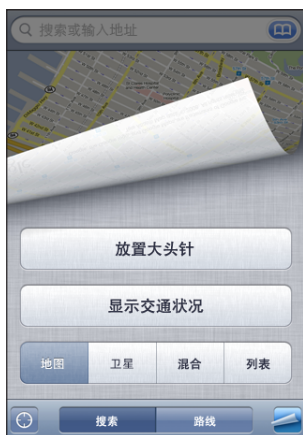 搜索或输入地址
放置大头针
显示交通状况
地图 卫星 混合 列表
搜索 路线